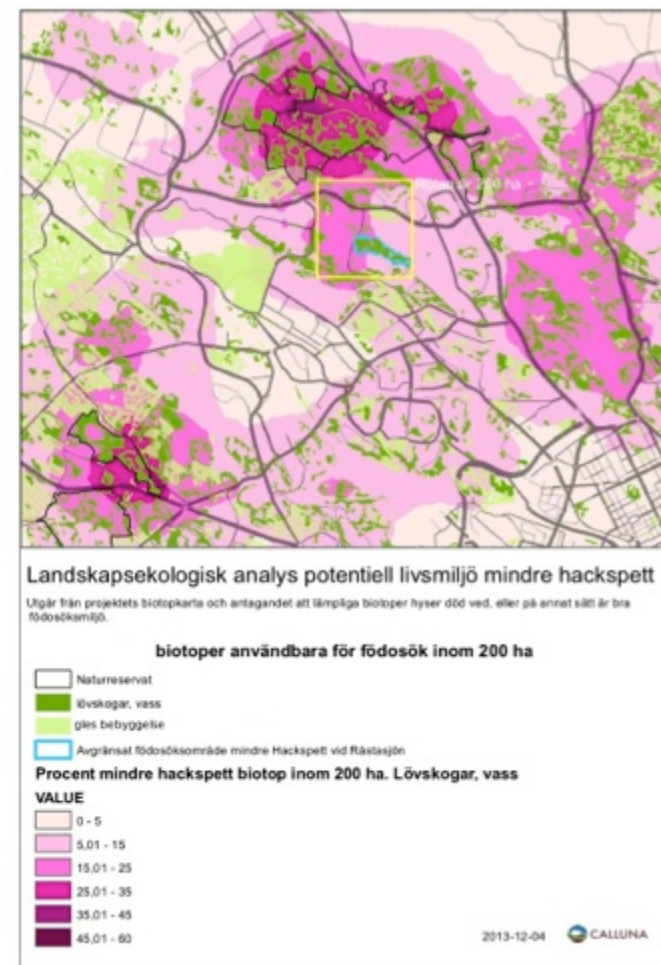 200 ha
Landskapsekologisk analys potentiell livsmiljö mindre hackspett
Utgår från projektets biotopkarta och antagandet att lämpliga biotoper hyser död ved, eller på annat sätt är bra
födosöksmiljö.
biotoper användbara för födosök inom 200 ha
Naturreservat
lövskogar, vass
gles bebyggelse
Avgränsat födosöksområde mindre Hackspett vid Råstasjön
Procent mindre hackspett biotop inom 200 ha. Lövskogar, vass
VALUE
0 - 5
5,01 - 15
15,01 - 25
25,01 - 35
35,01 - 45
45,01 - 60
2013-12-04 CALLUNA